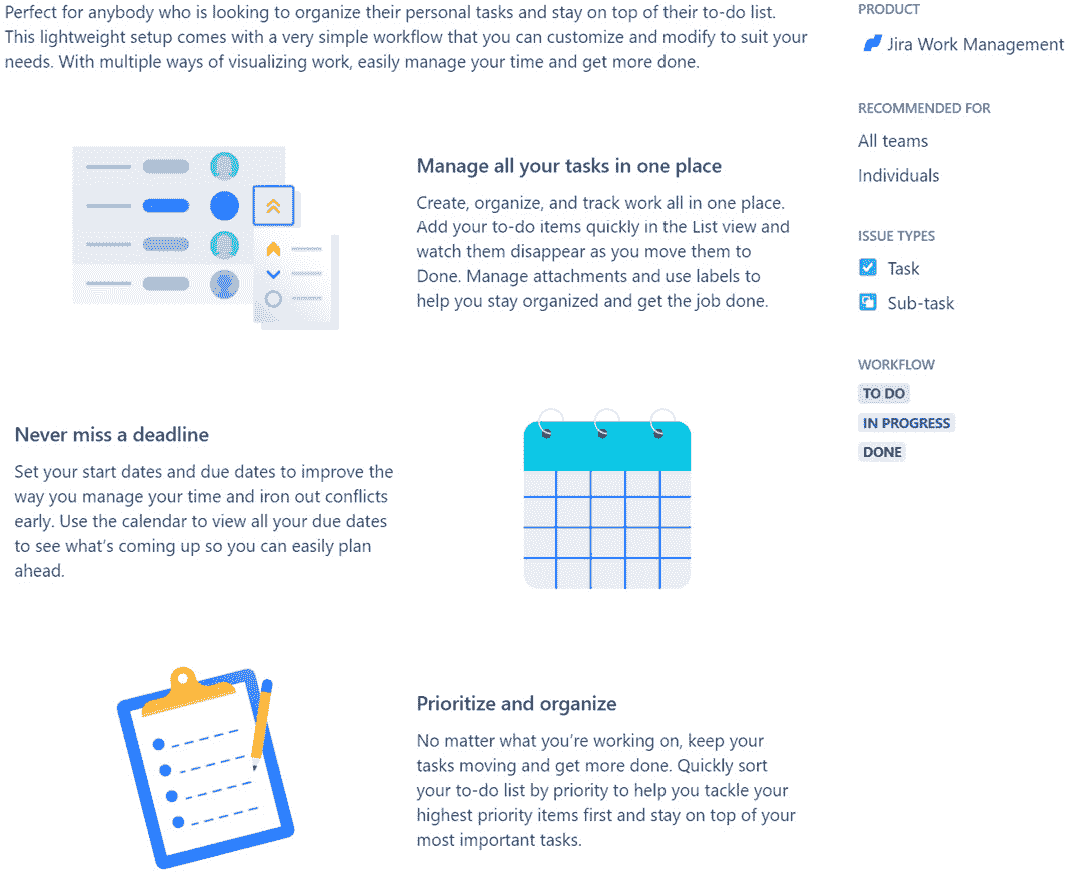 Perfect for anybody who is looking to organize their personal tasks and stay on top of their to-do list.
This lightweight setup comes with a very simple workflow that you can customize and modify to suit your
needs. With multiple ways of visualizing work, easily manage your time and get more done.
Manage all your tasks in one place
Create, organize, and track work all in one place.
Add your to-do items quickly in the List view and
watch them disappear as you move them to
Done. Manage attachments and use labels to
help you stay organized and get the job done.
Never miss a deadline
Set your start dates and due dates to improve the
way you manage your time and iron out conflicts
early. Use the calendar to view all your due dates
to see what's coming up so you can easily plan
ahead.
Prioritize and organize
No matter what you're working on, keep your
tasks moving and get more done. Quickly sort
your to-do list by priority to help you tackle your
highest priority items first and stay on top of your
most important tasks.
PRODUCT
Jira Work Management
RECOMMENDED FOR
All teams
Individuals
ISSUE TYPES
Task
Sub-task
WORKFLOW
TO DO
IN PROGRESS
DONE